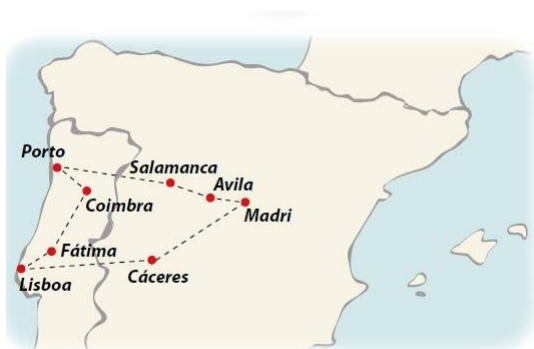 Porto
Salamanca
Avila
Coimbra
Madri
Fátima
Cáceres
Lisboa